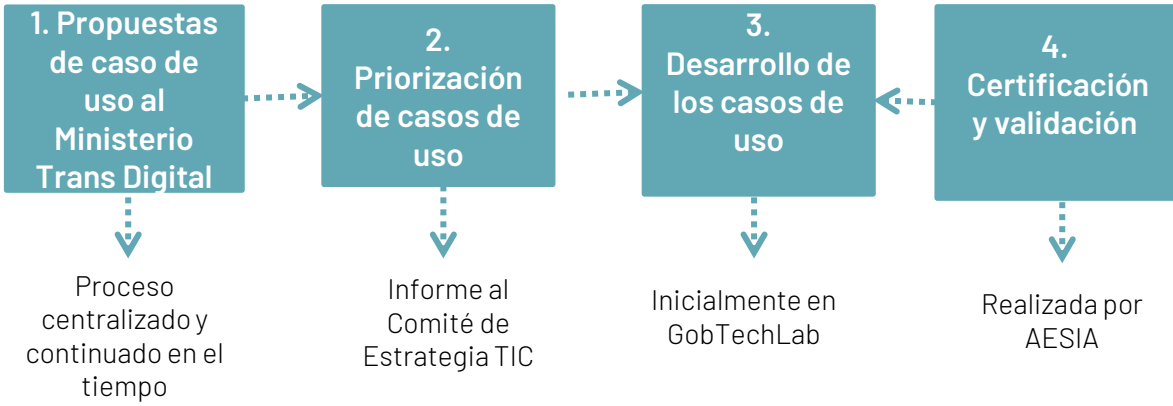 1. Propuestas
de caso de
uso al
Ministerio
Trans Digital
2.
Priorización
de casos de
uso
3.
Desarrollo de
los casos de
uso
4.
Certificación
y validación
Proceso
centralizado y
continuado en el
tiempo
Informe al
Comité de
Estrategia TIC
Inicialmente en
GobTechLab
Realizada por
AESIA